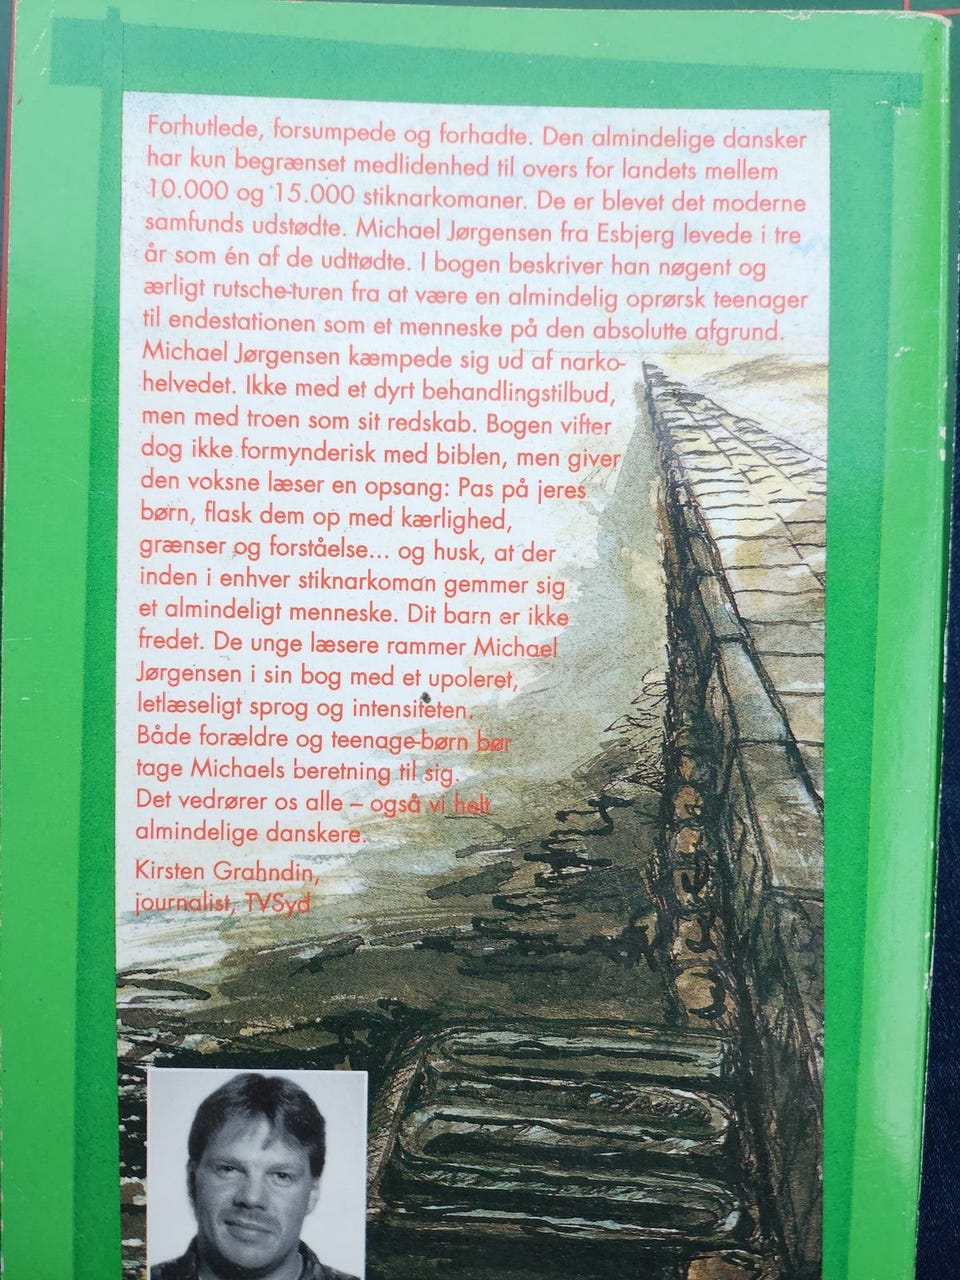 Forhutlede, forsumpede og forhadte. Den almindelige dansker
har kun begrænset medlidenhed til overs for landets mellem
10.000 og 15.000 stiknarkomaner. De er blevet det moderne
samfunds udstødte. Michael Jørgensen fra Esbjerg levede i tre
år som én af de udttødte. I bogen beskriver han nøgent og
ærligt rutsche-turen fra at være en almindelig oprørsk teenager
til endestationen som et menneske på den absolutte afgrund.
Michael Jørgensen kæmpede sig ud af narko-
helvedet. Ikke med et dyrt behandlingstilbud,
men med troen som sit redskab. Bogen vifter
dog ikke formynderisk med biblen, men giver
den voksne læser en opsang: Pas på jeres
børn, flask dem op med kærlighed,
grænser og forståelse... og husk, at der
inden i enhver stiknarkoman gemmer sig
et almindeligt menneske. Dit barn er ikke
fredet. De unge læsere rammer Michael
Jørgensen i sin bog med et upoleret,
letlæseligt sprog og intensiteten.
Både forældre og teenage-børn bør
tage Michaels beretning til sig.
Det vedrører os alle – også vi helt
almindelige danskere.
Kirsten Grahndin,
journalist, TVSyd